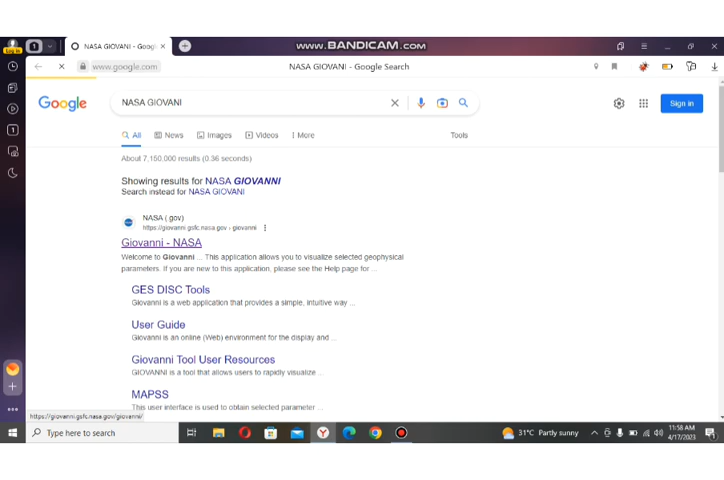 1
NASA GIOVANI - Googl
WWW.BANDICAM.COM
Log in
www.google.com
NASA GIOVANI - Google Search
Google
NASA GIOVANI
Sign in
All
News
Images
Videos
More
Tools
About 7,150,000 results (0.36 seconds)
Showing results for NASA GIOVANNI
Search instead for NASA GIOVANI
NASA (.gov)
https://giovanni.gsfc.nasa.gov › giovanni
Giovanni - NASA
Welcome to Giovanni ... This application allows you to visualize selected geophysical
parameters. If you are new to this application, please see the Help page for ...
GES DISC Tools
Giovanni is a web application that provides a simple, intuitive way ...
User Guide
Giovanni is an online (Web) environment for the display and ...
Giovanni Tool User Resources
GIOVANNI is a tool that allows users to rapidly visualize ...
MAPSS
This user interface is used to obtain selected parameter ...
https://giovanni.gsfc.nasa.gov/giovanni/
Type here to search
31°C Partly sunny
11:58 AM
4/17/2023